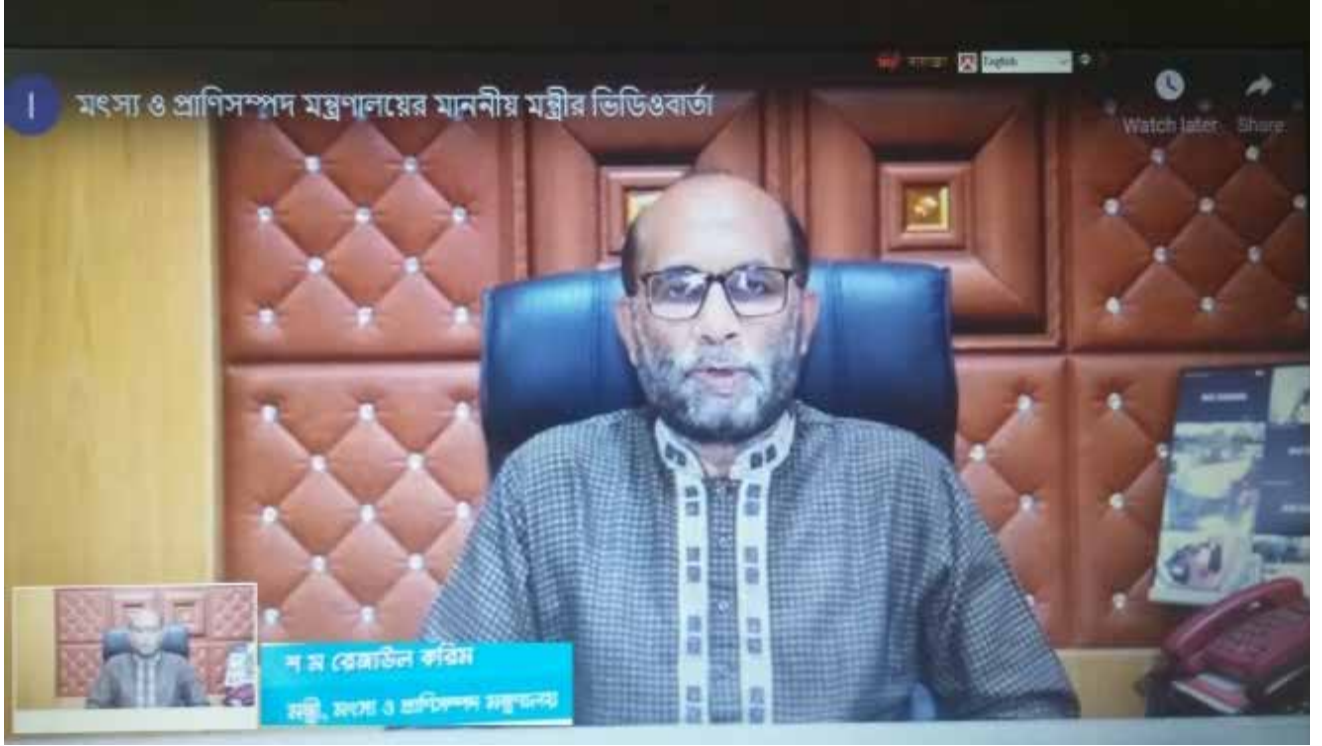 English
I মৎস্য ও প্রাণিসম্পদ মন্ত্রণালয়ের মাননীয় মন্ত্রীর ভিডিওবার্তা
Watch later Share
শ ম রেজাউল করিম
মন্ত্রী, মৎস্য ও প্রাণিসম্পদ মন্ত্রণালয়